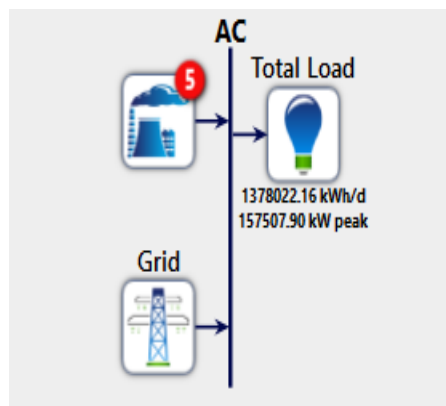 AC
5
Total Load
1378022.16 kWh/d
157507.90 kW peak
Grid